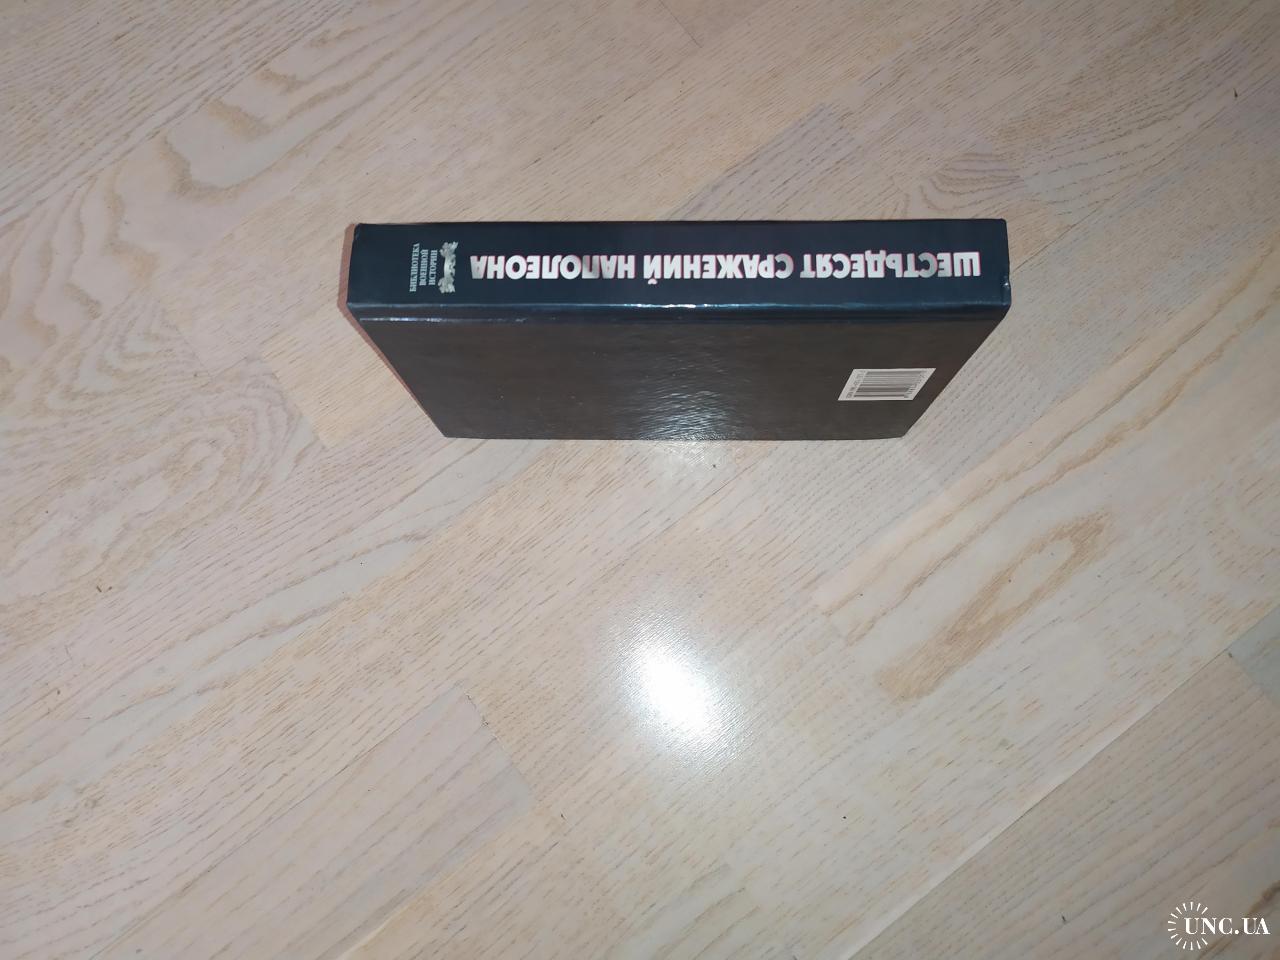 ШЕСТЬДЕСЯТ СРАЖЕНИЙ НАПОЛЕОНА
БИБЛИОТЕКА
ВОЕННОЙ
ИСТОРИИ
UNC.UA